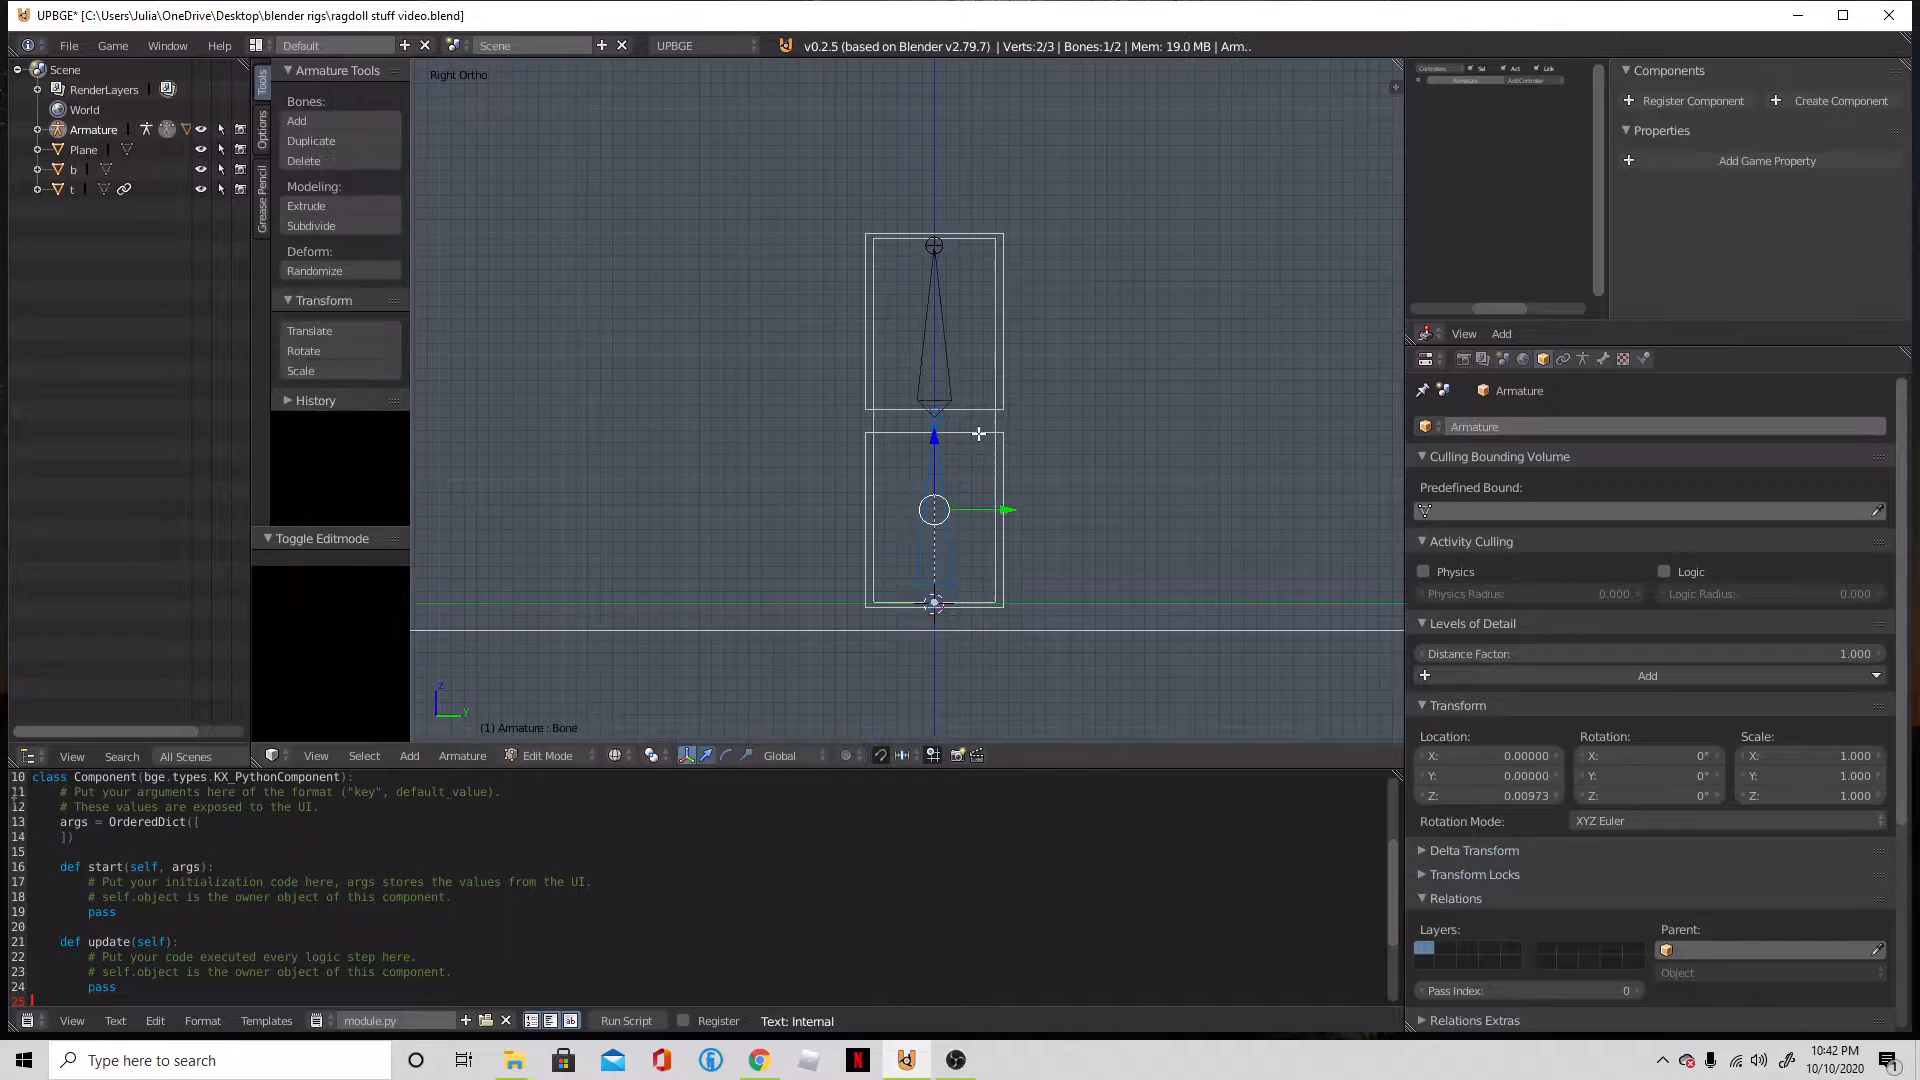 UPBGE* [C:\Users\Julia\OneDrive\Desktop\blender rigs\ragdoll stuff video.blend]
File Game Window Help Default Scene UPBGE v0.2.5 (based on Blender v2.79.7) | Verts:2/3 | Bones:1/2 | Mem: 19.0 MB | Arm..
Scene
RenderLayers |
World
Armature |
Plane |
b |
t |
View Search All Scenes
Tools
Options
Grease Pencil
Armature Tools
Bones:
Add
Duplicate
Delete
Modeling:
Extrude
Subdivide
Deform:
Randomize
Transform
Translate
Rotate
Scale
History
Toggle Editmode
Right Ortho
z
y
(1) Armature : Bone
View Select Add Armature Edit Mode Global
Sel Act Link
Armature Add Controller
View Add
Components
Register Component Create Component
Properties
Add Game Property
Armature
Armature
Culling Bounding Volume
Predefined Bound:
Activity Culling
Physics Logic
Physics Radius: 0.000 Logic Radius: 0.000
Levels of Detail
Distance Factor: 1.000
Add
Transform
Location: Rotation: Scale:
X: 0.00000 X: 0° X: 1.000
Y: 0.00000 Y: 0° Y: 1.000
Z: 0.00973 Z: 0° Z: 1.000
Rotation Mode: XYZ Euler
Delta Transform
Transform Locks
Relations
Layers: Parent:
Object
Pass Index: 0
Relations Extras
10 class Component(bge.types.KX_PythonComponent):
11 # Put your arguments here of the format ("key", default_value).
12 # These values are exposed to the UI.
13 args = OrderedDict([
14 ])
15
16 def start(self, args):
17 # Put your initialization code here, args stores the values from the UI.
18 # self.object is the owner object of this component.
19 pass
20
21 def update(self):
22 # Put your code executed every logic step here.
23 # self.object is the owner object of this component.
24 pass
25
View Text Edit Format Templates module.py Run Script Register Text: Internal
Type here to search
10:42 PM
10/10/2020